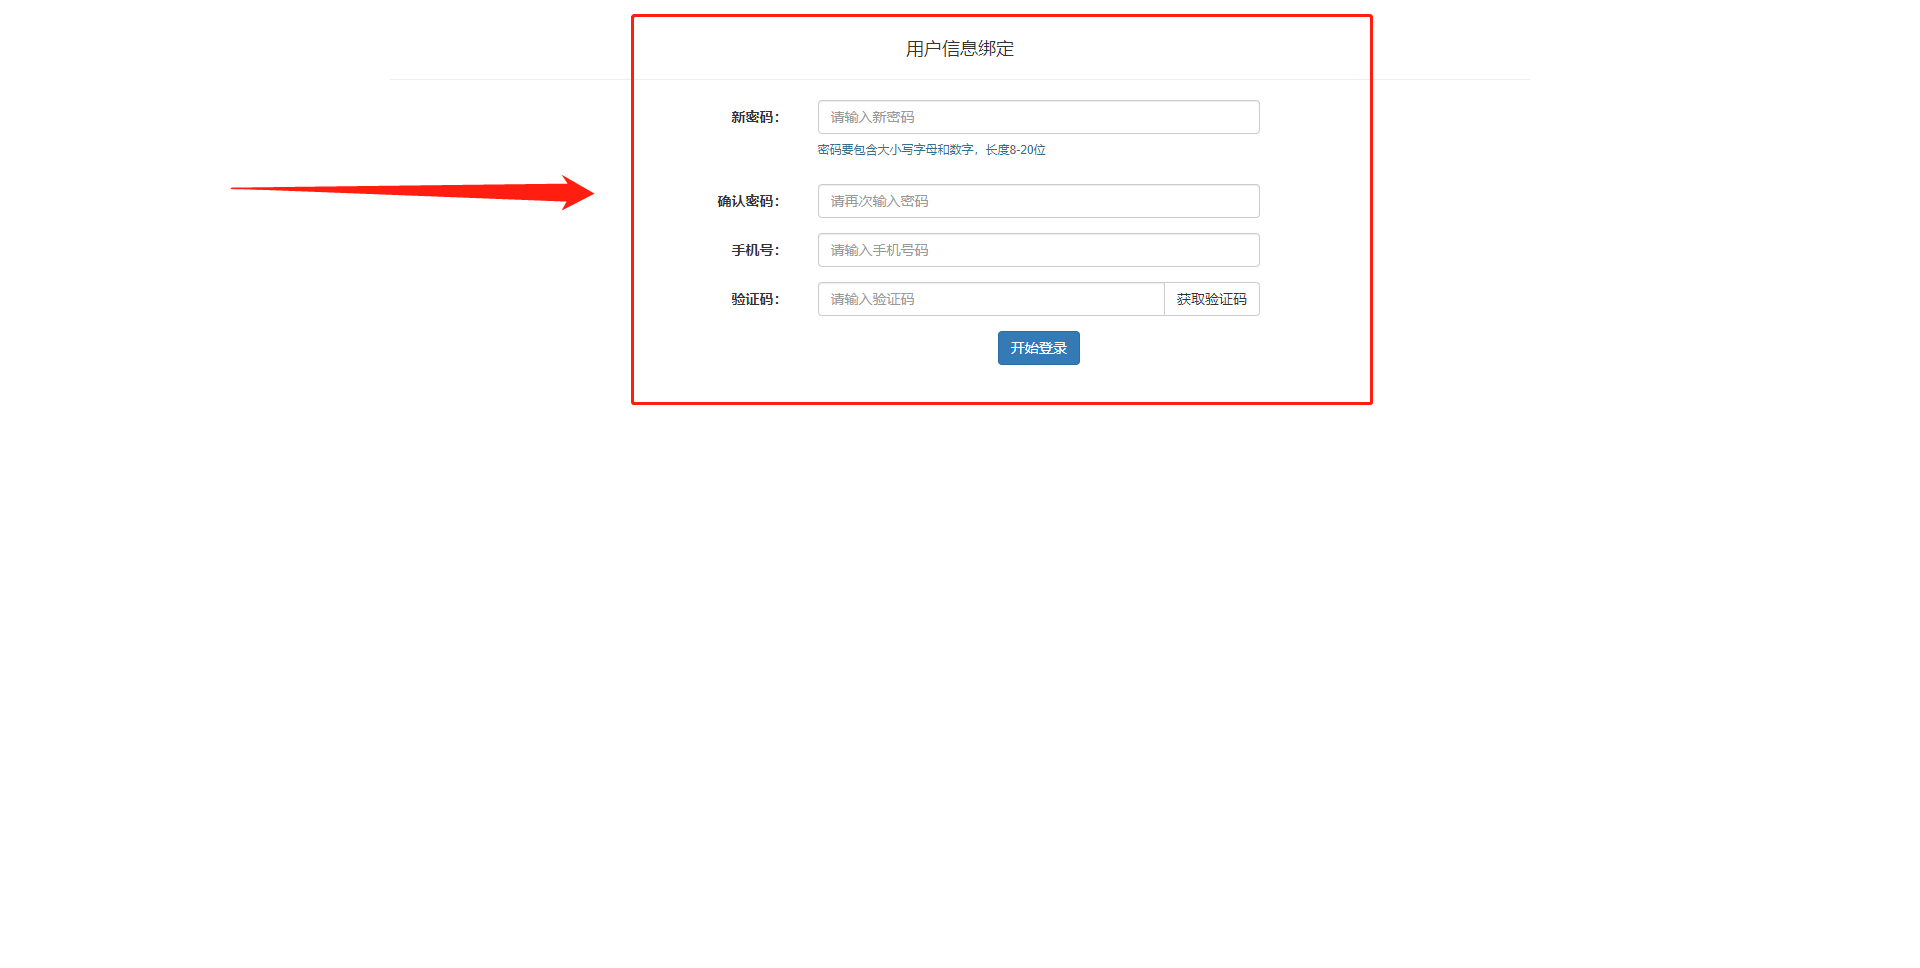 用户信息绑定
新密码： 请输入新密码
密码要包含大小写字母和数字，长度8-20位
确认密码： 请再次输入密码
手机号： 请输入手机号码
验证码： 请输入验证码 获取验证码
开始登录